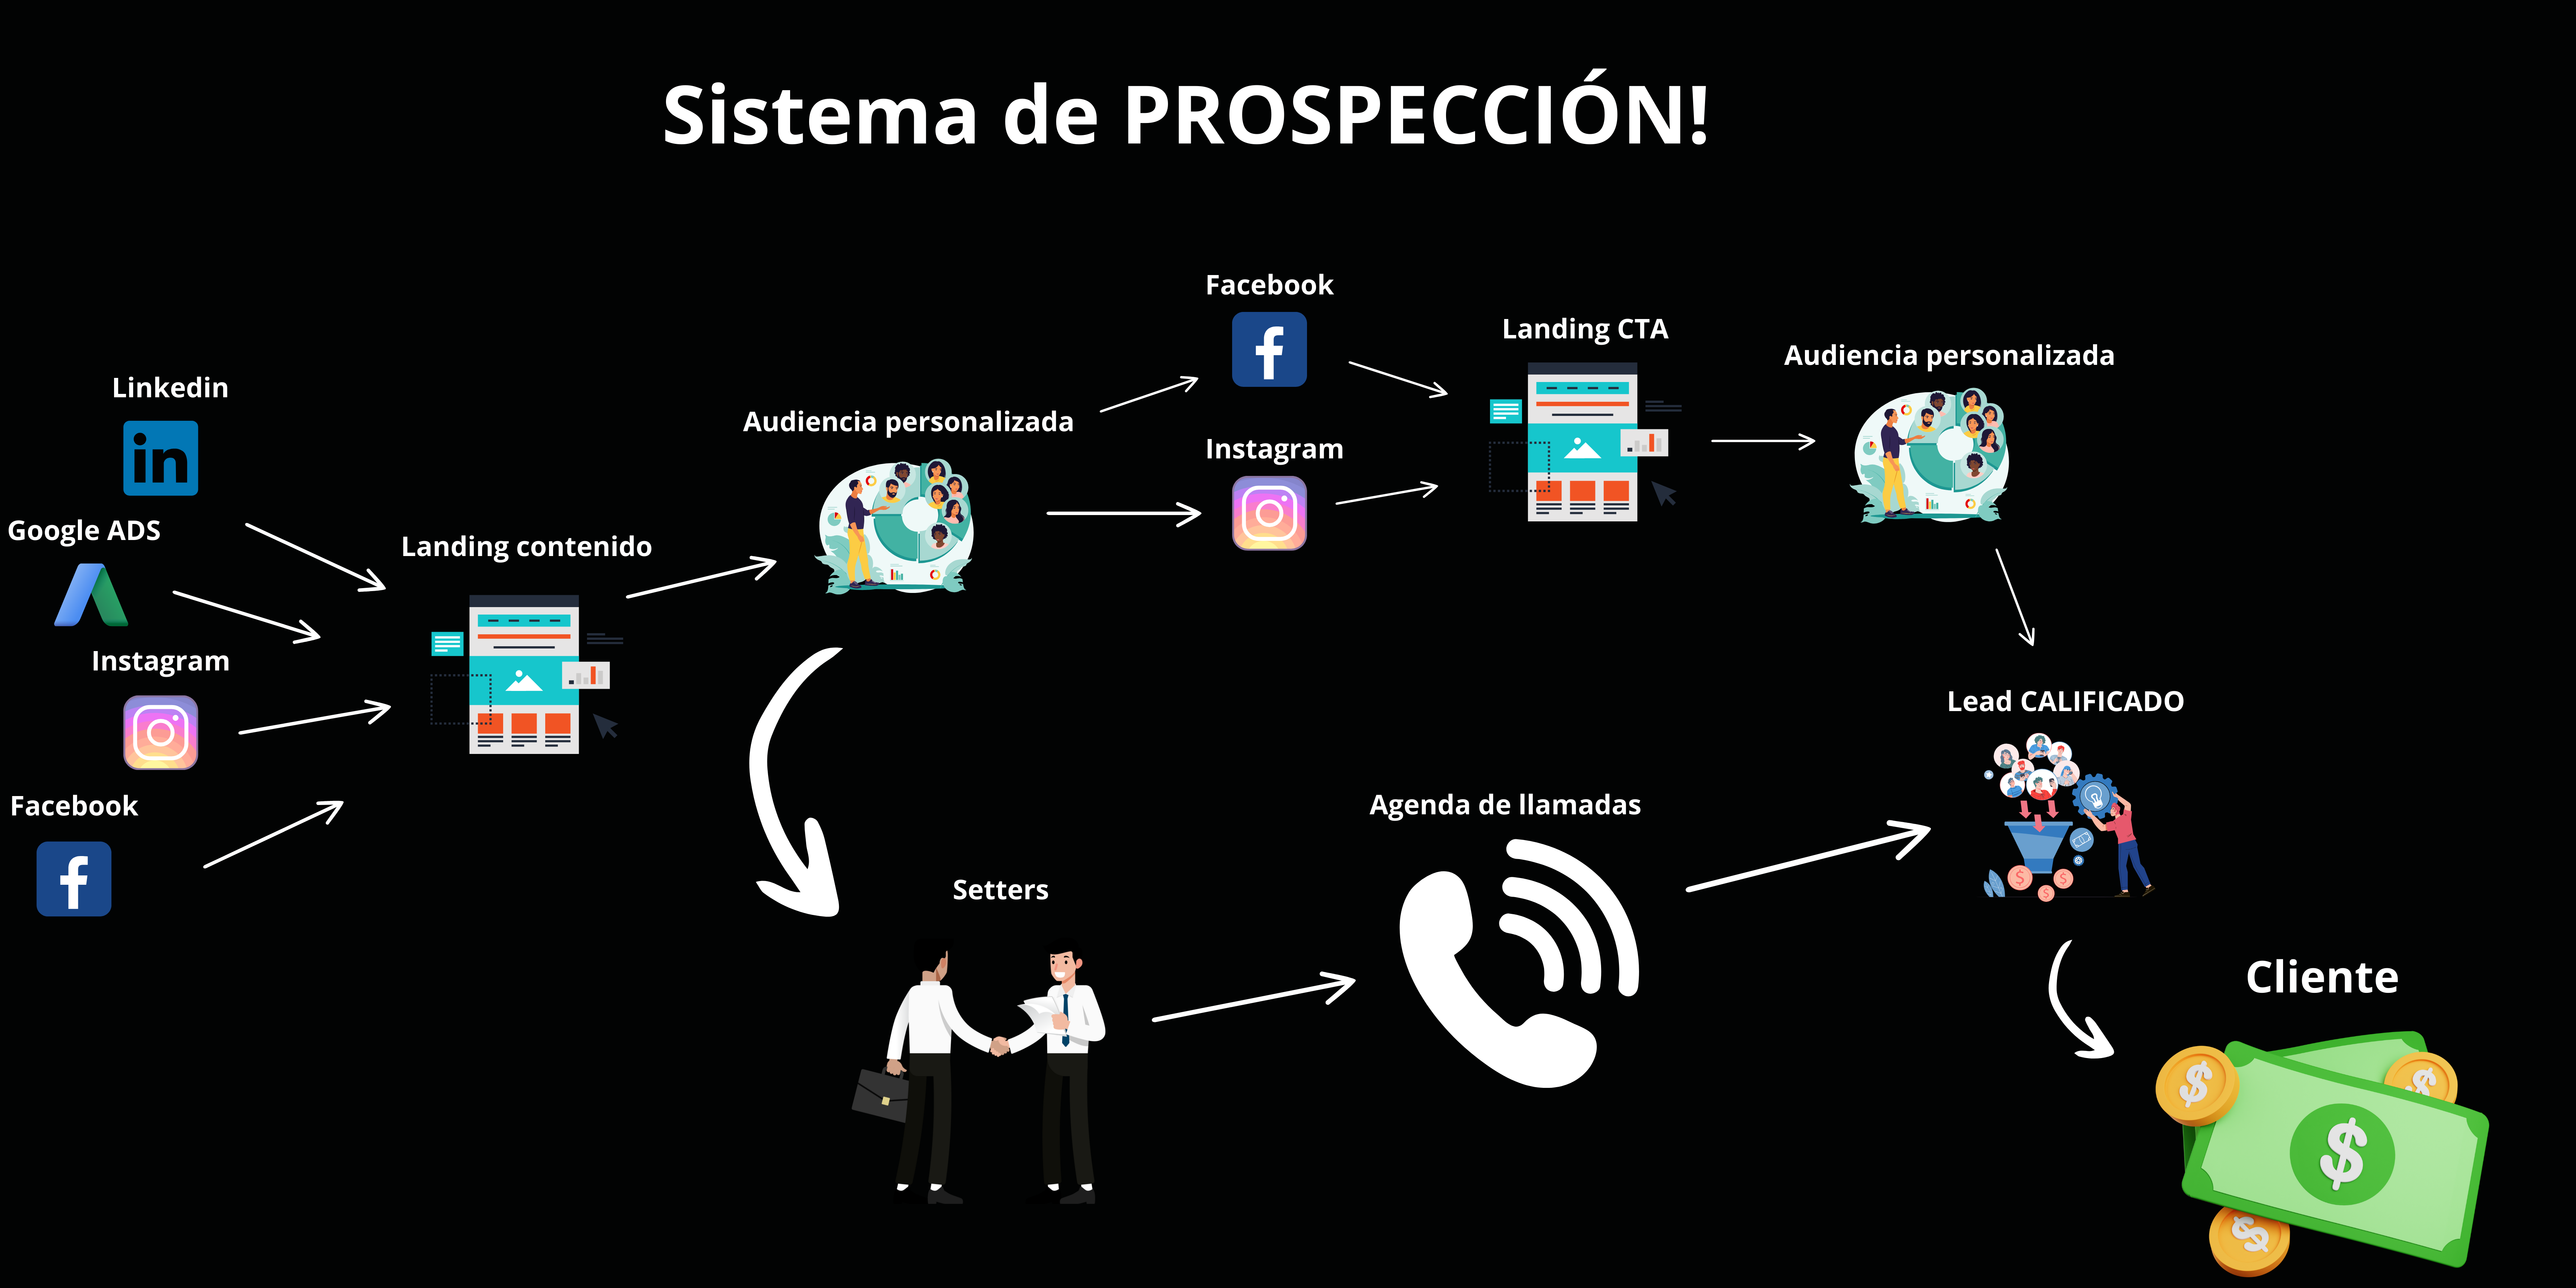 Sistema de PROSPECCIÓN!
Linkedin
in
Google ADS
Instagram
Facebook
Landing contenido
Audiencia personalizada
Facebook
Instagram
Landing CTA
Audiencia personalizada
Setters
Agenda de llamadas
Lead CALIFICADO
Cliente